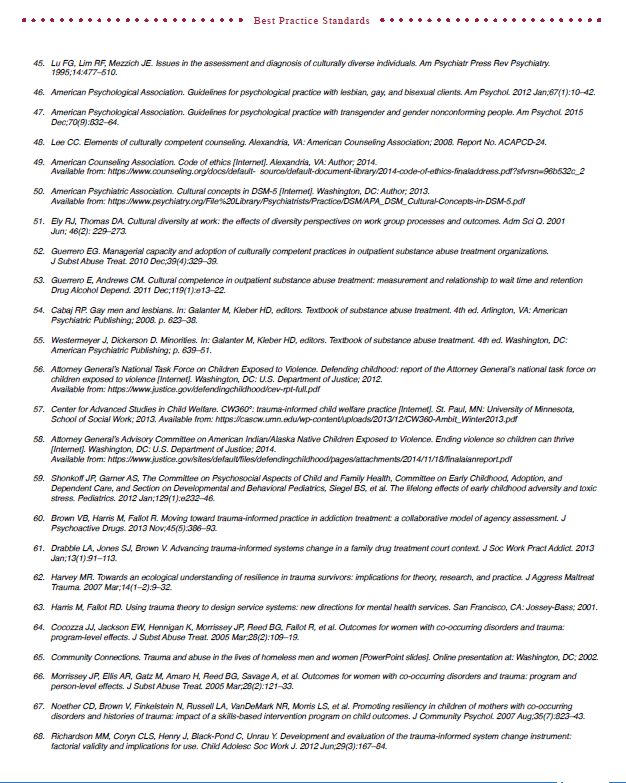 Best Practice Standards
45. Lu FG, Lim RF, Mezzich JE. Issues in the assessment and diagnosis of culturally diverse individuals. Am Psychiatr Press Rev Psychiatry.
1995;14:477–510.
46. American Psychological Association. Guidelines for psychological practice with lesbian, gay, and bisexual clients. Am Psychol. 2012 Jan;67(1):10–42.
47. American Psychological Association. Guidelines for psychological practice with transgender and gender nonconforming people. Am Psychol. 2015
Dec;70(9):832–64.
48. Lee CC. Elements of culturally competent counseling. Alexandria, VA: American Counseling Association; 2008. Report No. ACAPCD-24.
49. American Counseling Association. Code of ethics [Internet]. Alexandria, VA: Author; 2014.
Available from: https://www.counseling.org/docs/default- source/default-document-library/2014-code-of-ethics-finaladdress.pdf?sfvrsn=96b532c_2
50. American Psychiatric Association. Cultural concepts in DSM-5 [Internet]. Washington, DC: Author; 2013.
Available from: https://www.psychiatry.org/File%20Library/Psychiatrists/Practice/DSM/APA_DSM_Cultural-Concepts-in-DSM-5.pdf
51. Ely RJ, Thomas DA. Cultural diversity at work: the effects of diversity perspectives on work group processes and outcomes. Adm Sci Q. 2001
Jun; 46(2): 229–273.
52. Guerrero EG. Managerial capacity and adoption of culturally competent practices in outpatient substance abuse treatment organizations.
J Subst Abuse Treat. 2010 Dec;39(4):329–39.
53. Guerrero E, Andrews CM. Cultural competence in outpatient substance abuse treatment: measurement and relationship to wait time and retention
Drug Alcohol Depend. 2011 Dec;119(1):e13–22.
54. Cabaj RP. Gay men and lesbians. In: Galanter M, Kleber HD, editors. Textbook of substance abuse treatment. 4th ed. Arlington, VA: American
Psychiatric Publishing; 2008. p. 623–38.
55. Westermeyer J, Dickerson D. Minorities. In: Galanter M, Kleber HD, editors. Textbook of substance abuse treatment. 4th ed. Washington, DC:
American Psychiatric Publishing; p. 639–51.
56. Attorney General's National Task Force on Children Exposed to Violence. Defending childhood: report of the Attorney General's national task force on
children exposed to violence [Internet]. Washington, DC: U.S. Department of Justice; 2012.
Available from: https://www.justice.gov/defendingchildhood/cev-rpt-full.pdf
57. Center for Advanced Studies in Child Welfare. CW360°: trauma-informed child welfare practice [Internet]. St. Paul, MN: University of Minnesota,
School of Social Work; 2013. Available from: https://cascw.umn.edu/wp-content/uploads/2013/12/CW360-Ambit_Winter2013.pdf
58. Attorney General's Advisory Committee on American Indian/Alaska Native Children Exposed to Violence. Ending violence so children can thrive
[Internet]. Washington, DC: U.S. Department of Justice; 2014.
Available from: https://www.justice.gov/sites/default/files/defendingchildhood/pages/attachments/2014/11/18/finalaianreport.pdf
59. Shonkoff JP, Garner AS, The Committee on Psychosocial Aspects of Child and Family Health, Committee on Early Childhood, Adoption, and
Dependent Care, and Section on Developmental and Behavioral Pediatrics, Siegel BS, et al. The lifelong effects of early childhood adversity and toxic
stress. Pediatrics. 2012 Jan;129(1):e232–46.
60. Brown VB, Harris M, Fallot R. Moving toward trauma-informed practice in addiction treatment: a collaborative model of agency assessment. J
Psychoactive Drugs. 2013 Nov;45(5):386–93.
61. Drabble LA, Jones SJ, Brown V. Advancing trauma-informed systems change in a family drug treatment court context. J Soc Work Pract Addict. 2013
Jan;13(1):91–113.
62. Harvey MR. Towards an ecological understanding of resilience in trauma survivors: implications for theory, research, and practice. J Aggress Maltreat
Trauma. 2007 Mar;14(1–2):9–32.
63. Harris M, Fallot RD. Using trauma theory to design service systems: new directions for mental health services. San Francisco, CA: Jossey-Bass; 2001.
64. Cocozza JJ, Jackson EW, Hennigan K, Morrissey JP, Reed BG, Fallot R, et al. Outcomes for women with co-occurring disorders and trauma:
program-level effects. J Subst Abuse Treat. 2005 Mar;28(2):109–19.
65. Community Connections. Trauma and abuse in the lives of homeless men and women [PowerPoint slides]. Online presentation at: Washington, DC; 2002.
66. Morrissey JP, Ellis AR, Gatz M, Amaro H, Reed BG, Savage A, et al. Outcomes for women with co-occurring disorders and trauma: program and
person-level effects. J Subst Abuse Treat. 2005 Mar;28(2):121–33.
67. Noether CD, Brown V, Finkelstein N, Russell LA, VanDeMark NR, Morris LS, et al. Promoting resiliency in children of mothers with co-occurring
disorders and histories of trauma: impact of a skills-based intervention program on child outcomes. J Community Psychol. 2007 Aug;35(7):823–43.
68. Richardson MM, Coryn CLS, Henry J, Black-Pond C, Unrau Y. Development and evaluation of the trauma-informed system change instrument:
factorial validity and implications for use. Child Adolesc Soc Work J. 2012 Jun;29(3):167–84.